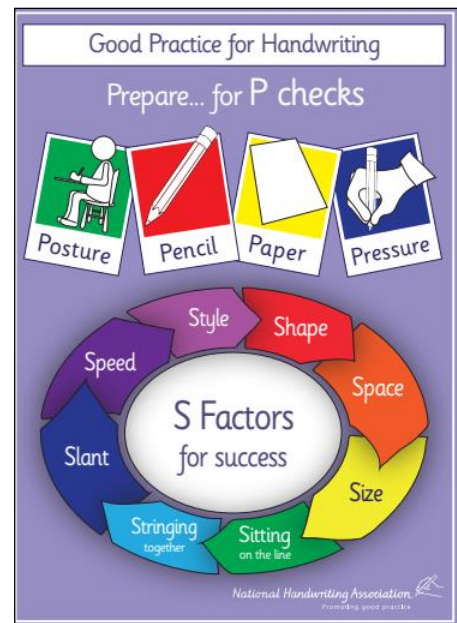 Good Practice for Handwriting
Prepare... for P checks
Posture
Pencil
Paper
Pressure
Style
Shape
Speed
Space
S Factors
for success
Slant
Size
Stringing
together
Sitting
on the line
National Handwriting Association
Promoting good practice